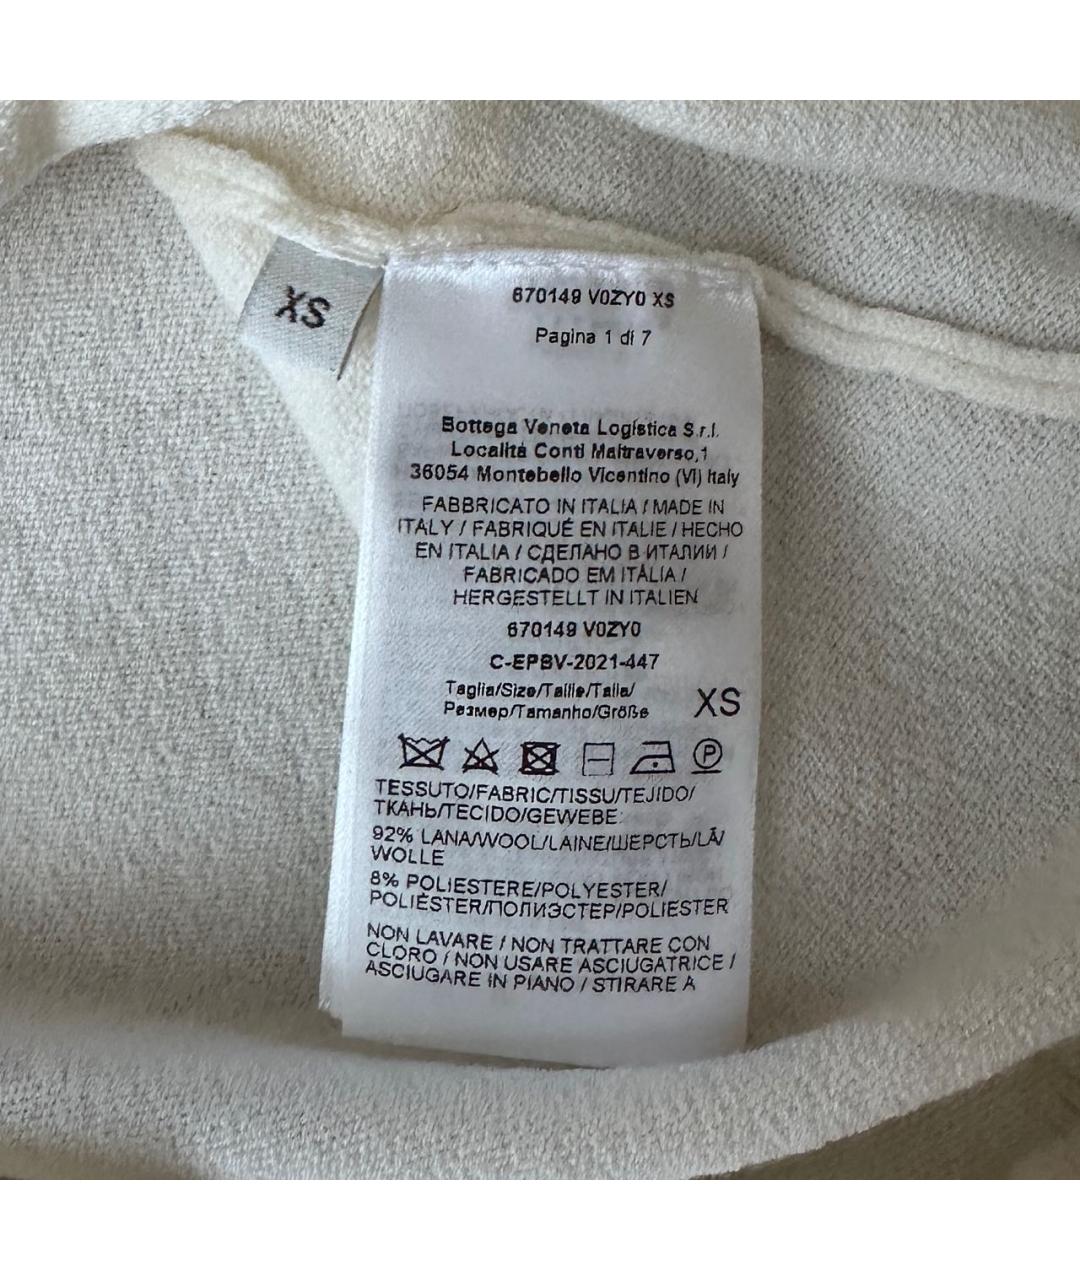 XS
670149 V0ZY0 XS
Pagina 1 di 7
Bottega Veneta Logistica S.r.l.
Località Conti Maltraverso,1
36054 Montebello Vicentino (VI) Italy
FABBRICATO IN ITALIA / MADE IN
ITALY / FABRIQUÉ EN ITALIE / HECHO
EN ITALIA / СДЕЛАНО В ИТАЛИИ /
FABRICADO EM ITÁLIA /
HERGESTELLT IN ITALIEN
670149 V0ZY0
C-EPBV-2021-447
Taglia/Size/Taille/Talla/
Размер/Tamanho/Größe
XS
P
TESSUTO/FABRIC/TISSU/TEJIDO/
ТКАНЬ/TECIDO/GEWEBE:
92% LANA/WOOL/LAINE/ШЕРСТЬ/LÃ/
WOLLE
8% POLIESTERE/POLYESTER/
POLIÉSTER/ПОЛИЭСТЕР/POLIESTER
NON LAVARE / NON TRATTARE CON
CLORO / NON USARE ASCIUGATRICE /
ASCIUGARE IN PIANO / STIRARE A